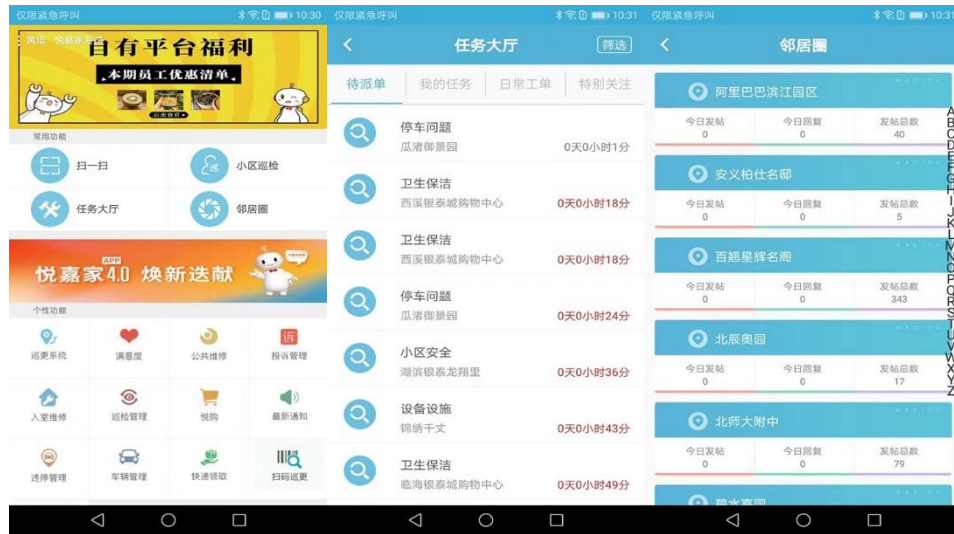 仅限紧急呼叫
10:30
自有平台福利
本期员工优惠清单
点击查看
常用功能
扫一扫
小区巡检
任务大厅
邻居圈
APP
悦嘉家4.0 焕新迭献
个性功能
巡更系统
满意度
公共维修
诉
投诉管理
入室维修
巡检管理
悦购
最新通知
违停管理
车辆管理
快递领取
扫码巡更
仅限紧急呼叫
10:31
任务大厅
筛选
待派单
我的任务
日常工单
特别关注
停车问题
瓜渚御景园
0天0小时1分
卫生保洁
西溪银泰城购物中心
0天0小时18分
卫生保洁
西溪银泰城购物中心
0天0小时18分
停车问题
瓜渚御景园
0天0小时24分
小区安全
湖滨银泰龙翔里
0天0小时36分
设备设施
锦绣千丈
0天0小时43分
卫生保洁
临海银泰城购物中心
0天0小时49分
仅限紧急呼叫
10:31
邻居圈
阿里巴巴滨江园区
今日发帖 今日回复 发帖总数
0 0 40
安义柏仕名邸
今日发帖 今日回复 发帖总数
0 0 5
百翘星辉名阁
今日发帖 今日回复 发帖总数
0 0 343
北辰奥园
今日发帖 今日回复 发帖总数
0 0 17
北师大附中
今日发帖 今日回复 发帖总数
0 0 79
A
B
C
D
E
F
G
H
I
J
K
L
M
N
O
P
Q
R
S
T
U
V
W
X
Y
Z